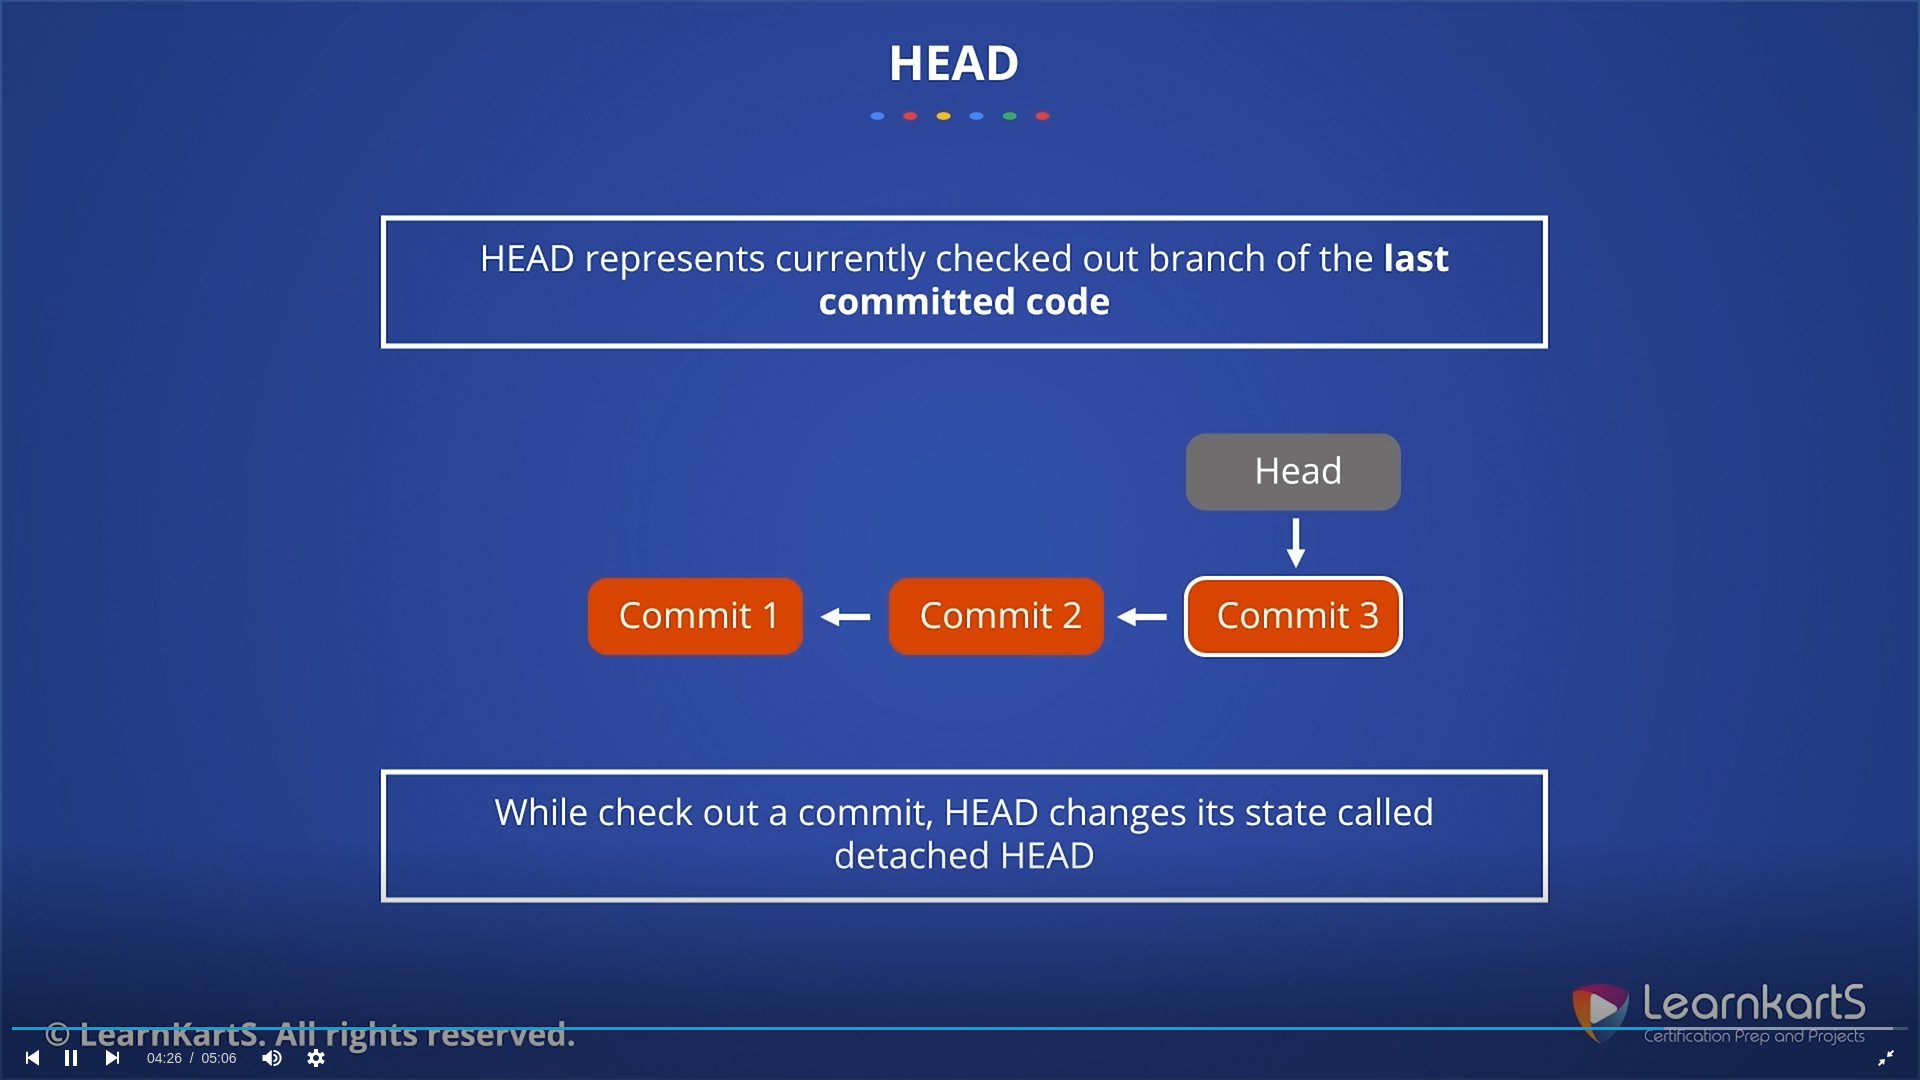 HEAD
HEAD represents currently checked out branch of the last
committed code
Head
Commit 1
Commit 2
Commit 3
While check out a commit, HEAD changes its state called
detached HEAD
LearnkartS
Certification Prep and Projects
© LearnKartS. All rights reserved.
04:26 / 05:06